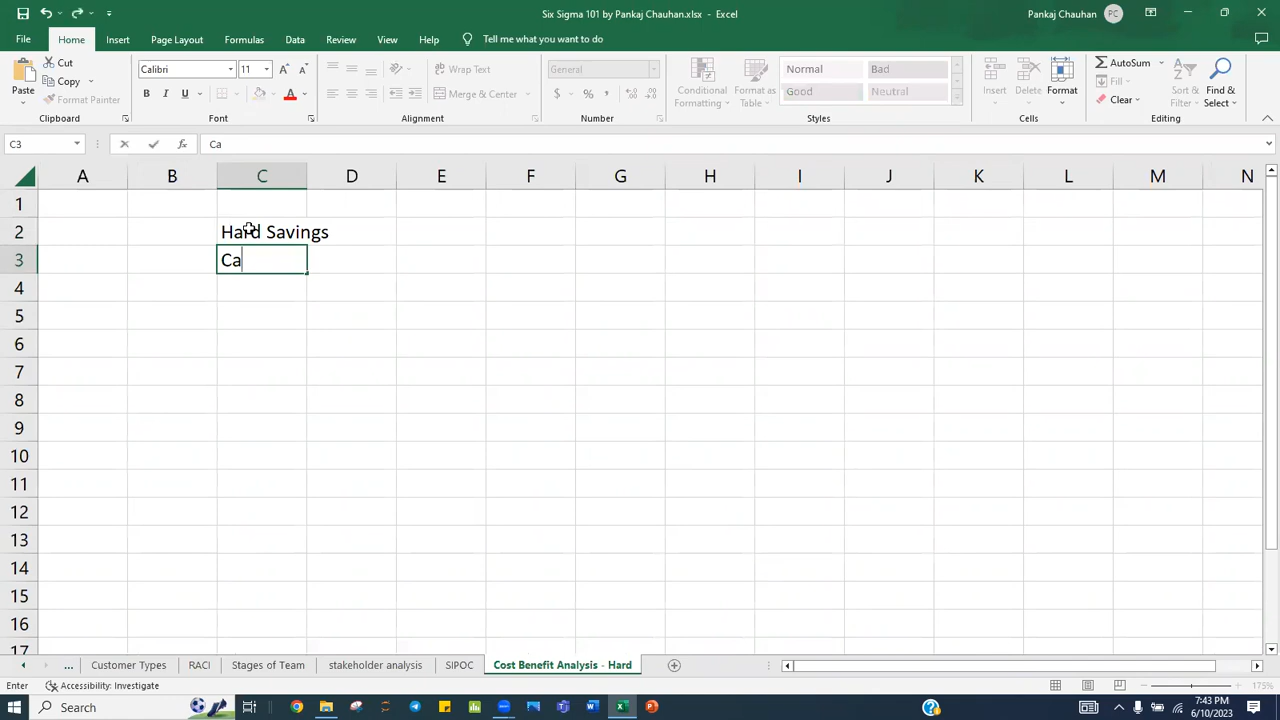 Six Sigma 101 by Pankaj Chauhan.xlsx - Excel
Pankaj Chauhan PC
File Home Insert Page Layout Formulas Data Review View Help Tell me what you want to do
Paste Cut Copy Format Painter
Calibri 11 A A
B I U A
Wrap Text
Merge & Center
General
$ % ,
Conditional Formatting
Format as Table
Normal Bad
Good Neutral
Insert Delete Format
AutoSum
Fill
Clear
Sort & Filter
Find & Select
Clipboard Font Alignment Number Styles Cells Editing
C3 fx Ca
A B C D E F G H I J K L M N
1
2 Hard Savings
3 Ca
4
5
6
7
8
9
10
11
12
13
14
15
16
17
... Customer Types RACI Stages of Team stakeholder analysis SIPOC Cost Benefit Analysis - Hard
Enter Accessibility: Investigate 175%
Search 7:43 PM
6/10/2023